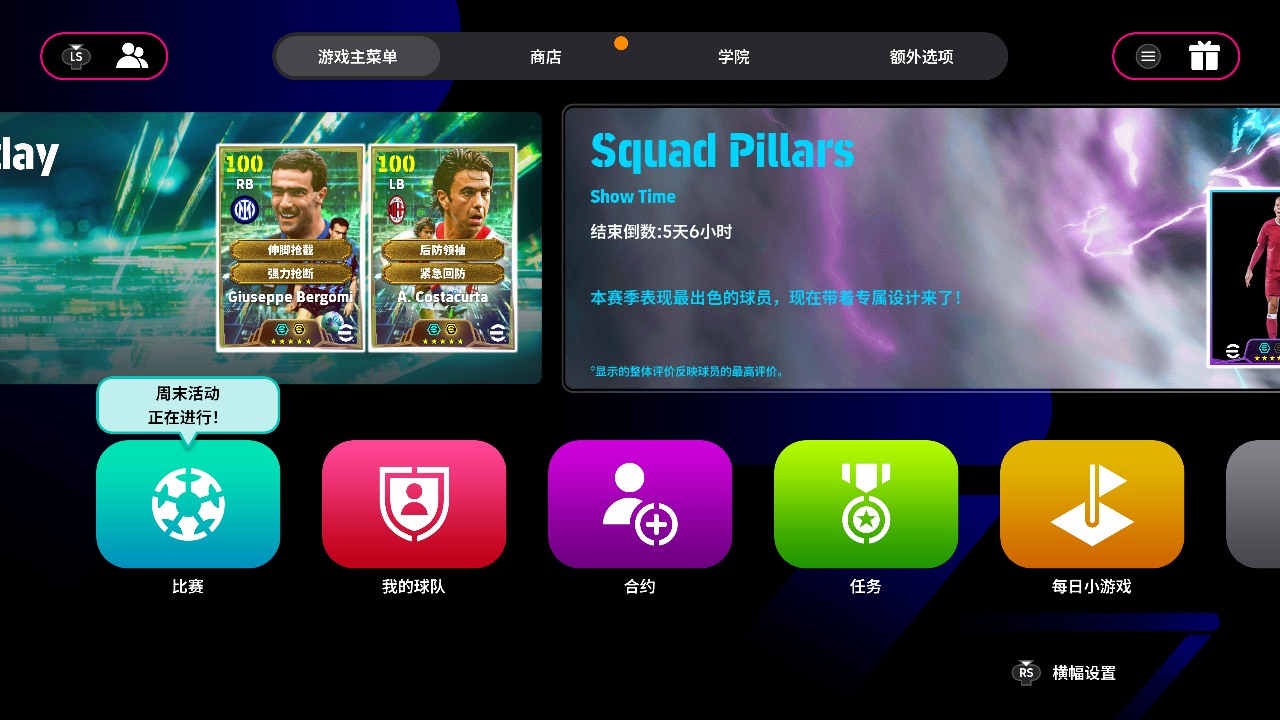 LS
游戏主菜单
商店
学院
额外选项
100
RB
伸脚抢截
强力抢断
Giuseppe Bergomi
100
LB
后防领袖
紧急回防
A. Costacurta
Squad Pillars
Show Time
结束倒数:5天6小时
本赛季表现最出色的球员，现在带着专属设计来了！
*显示的整体评价反映球员的最高评价。
周末活动
正在进行！
比赛
我的球队
合约
任务
每日小游戏
RS
横幅设置